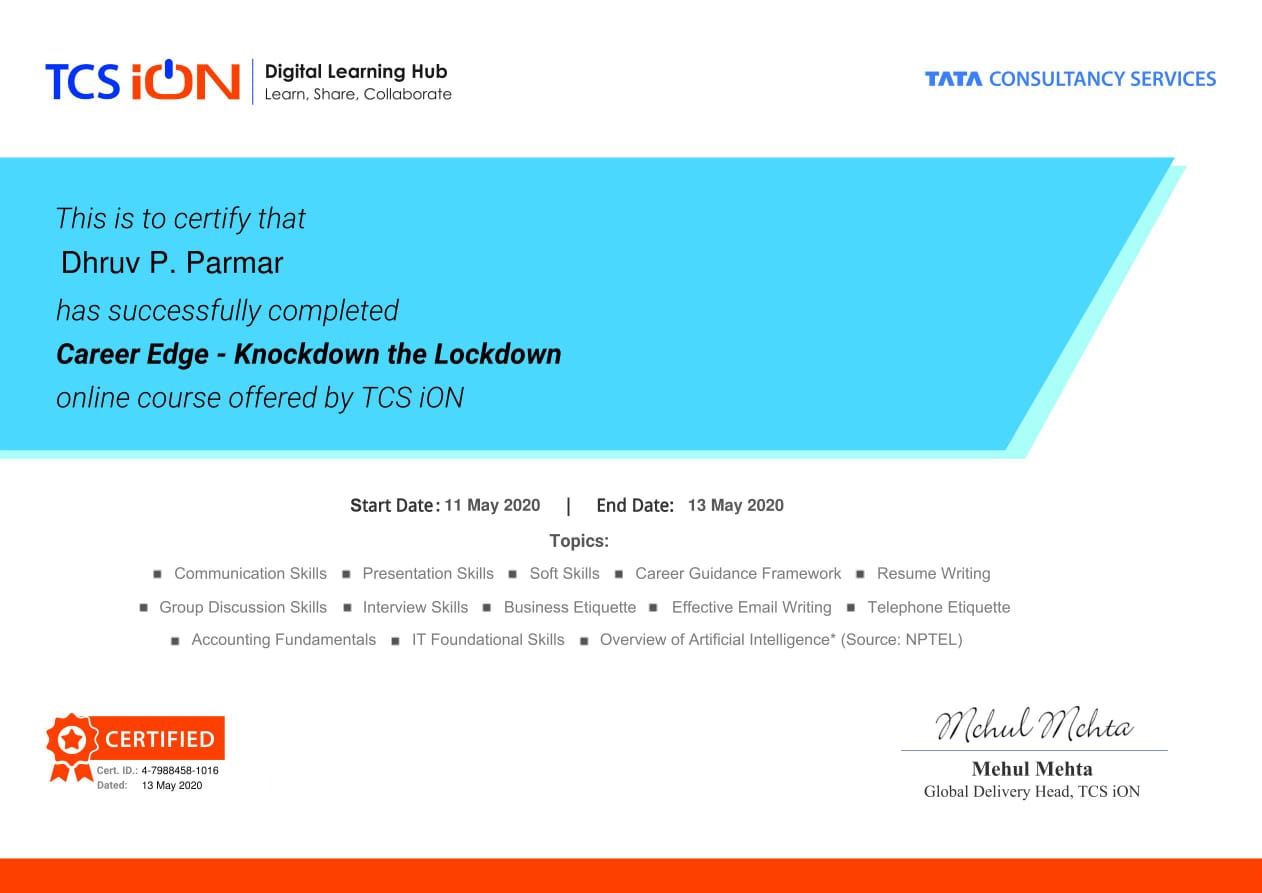 TCS iON
Digital Learning Hub
Learn, Share, Collaborate
TATA CONSULTANCY SERVICES
This is to certify that
Dhruv P. Parmar
has successfully completed
Career Edge - Knockdown the Lockdown
online course offered by TCS iON
Start Date: 11 May 2020 | End Date: 13 May 2020
Topics:
■ Communication Skills ■ Presentation Skills ■ Soft Skills ■ Career Guidance Framework ■ Resume Writing
■ Group Discussion Skills ■ Interview Skills ■ Business Etiquette ■ Effective Email Writing ■ Telephone Etiquette
■ Accounting Fundamentals ■ IT Foundational Skills ■ Overview of Artificial Intelligence* (Source: NPTEL)
CERTIFIED
Cert. ID.: 4-7988458-1016
Dated: 13 May 2020
Mehul Mehta
Mehul Mehta
Global Delivery Head, TCS iON